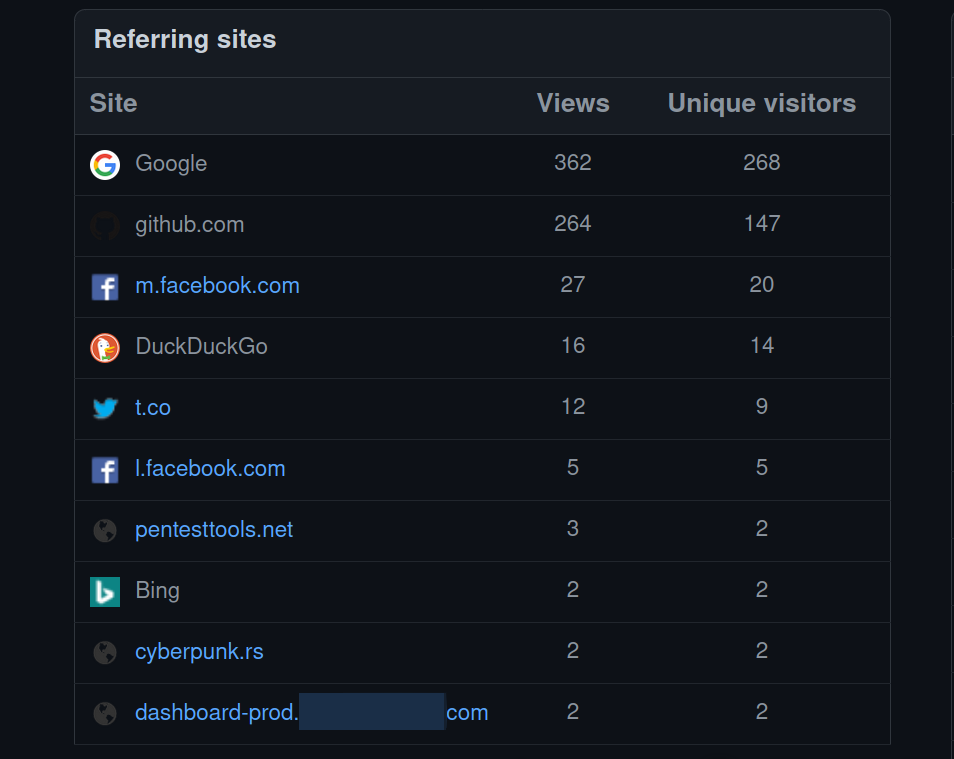 Referring sites
Site Views Unique visitors
Google 362 268
github.com 264 147
m.facebook.com 27 20
DuckDuckGo 16 14
t.co 12 9
l.facebook.com 5 5
pentesttools.net 3 2
Bing 2 2
cyberpunk.rs 2 2
dashboard-prod. com 2 2